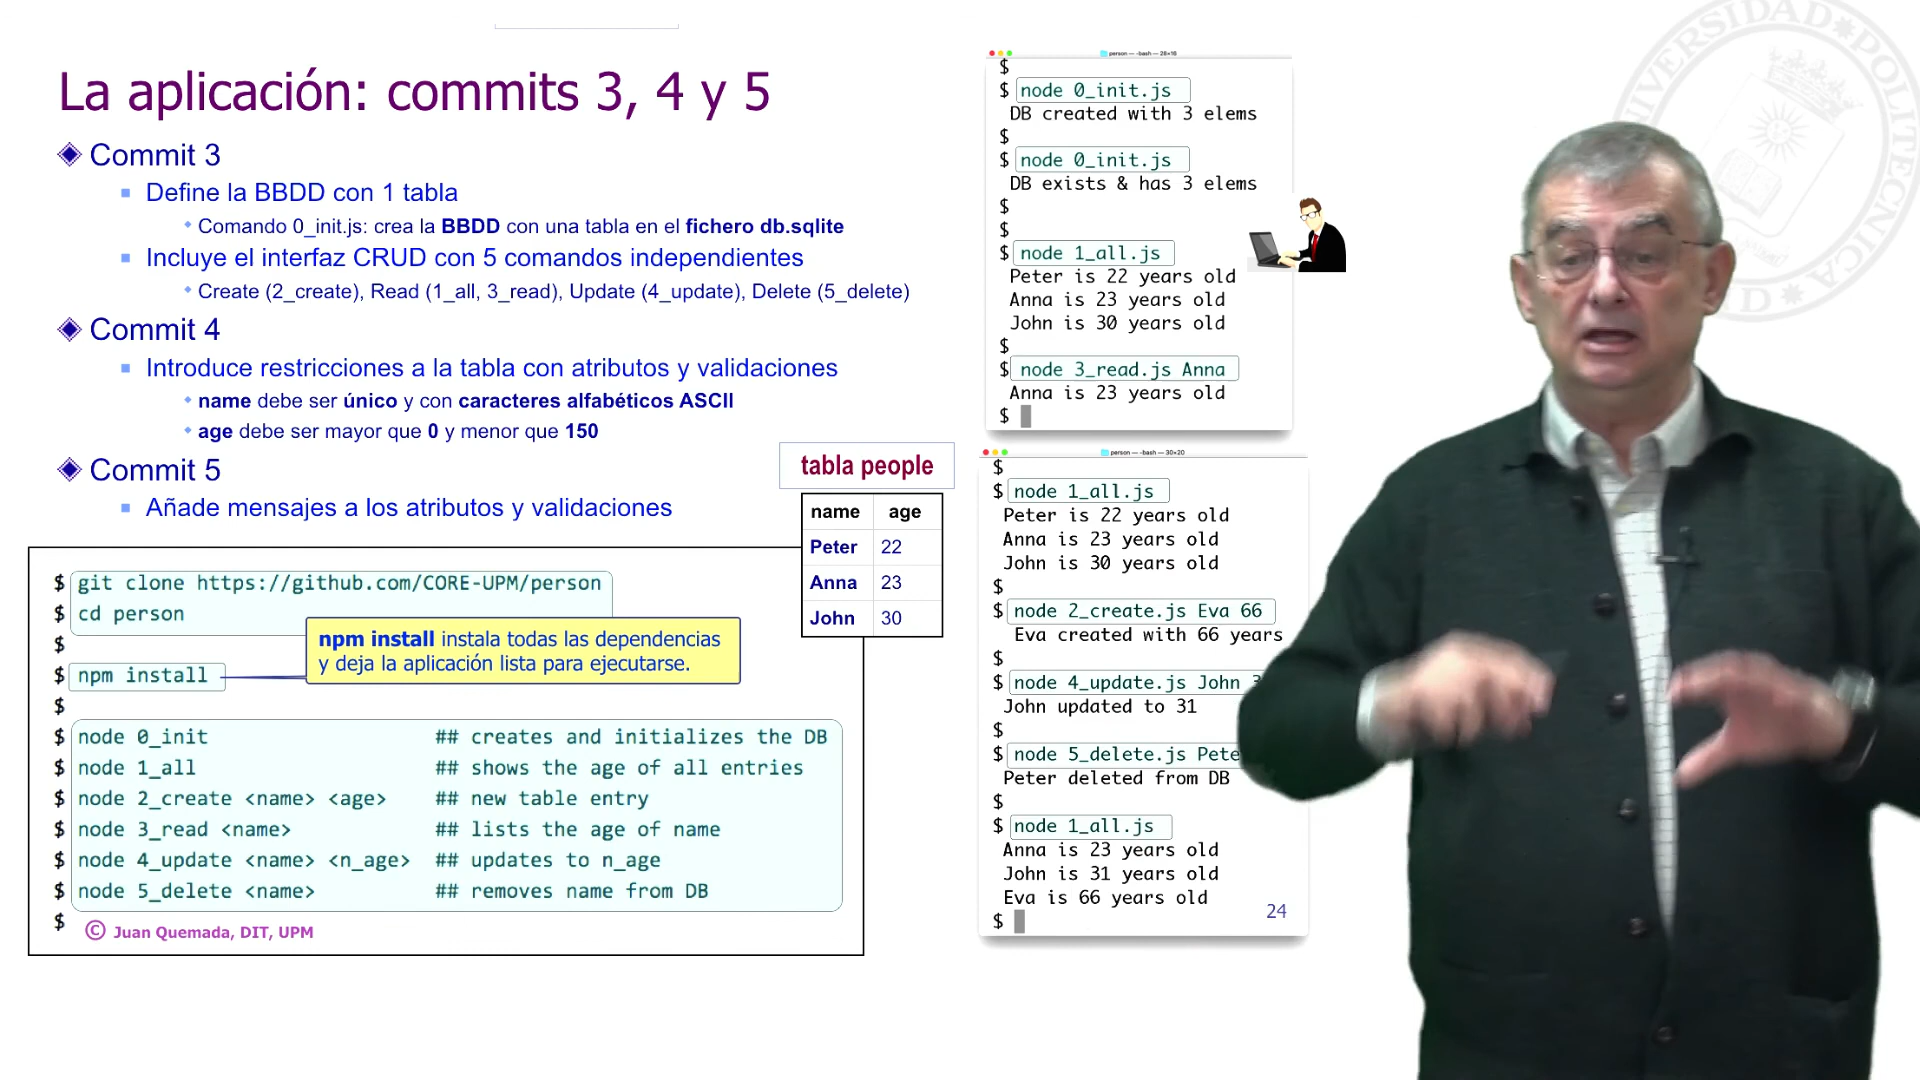 La aplicación: commits 3, 4 y 5
Commit 3
Define la BBDD con 1 tabla
Comando 0_init.js: crea la BBDD con una tabla en el fichero db.sqlite
Incluye el interfaz CRUD con 5 comandos independientes
Create (2_create), Read (1_all, 3_read), Update (4_update), Delete (5_delete)
Commit 4
Introduce restricciones a la tabla con atributos y validaciones
name debe ser único y con caracteres alfabéticos ASCII
age debe ser mayor que 0 y menor que 150
Commit 5
Añade mensajes a los atributos y validaciones
tabla people
name age
Peter 22
Anna 23
John 30
$ git clone https://github.com/CORE-UPM/person
$ cd person
$
$ npm install
npm install instala todas las dependencias
y deja la aplicación lista para ejecutarse.
$
$ node 0_init ## creates and initializes the DB
$ node 1_all ## shows the age of all entries
$ node 2_create <name> <age> ## new table entry
$ node 3_read <name> ## lists the age of name
$ node 4_update <name> <n_age> ## updates to n_age
$ node 5_delete <name> ## removes name from DB
$
© Juan Quemada, DIT, UPM
person — -bash — 28×16
$
$ node 0_init.js
DB created with 3 elems
$
$ node 0_init.js
DB exists & has 3 elems
$
$
$ node 1_all.js
Peter is 22 years old
Anna is 23 years old
John is 30 years old
$
$ node 3_read.js Anna
Anna is 23 years old
$
person — -bash — 30×20
$
$ node 1_all.js
Peter is 22 years old
Anna is 23 years old
John is 30 years old
$
$ node 2_create.js Eva 66
Eva created with 66 years
$
$ node 4_update.js John 3
John updated to 31
$
$ node 5_delete.js Pete
Peter deleted from DB
$
$ node 1_all.js
Anna is 23 years old
John is 31 years old
Eva is 66 years old
$
24
UNIVERSIDAD POLITECNICA